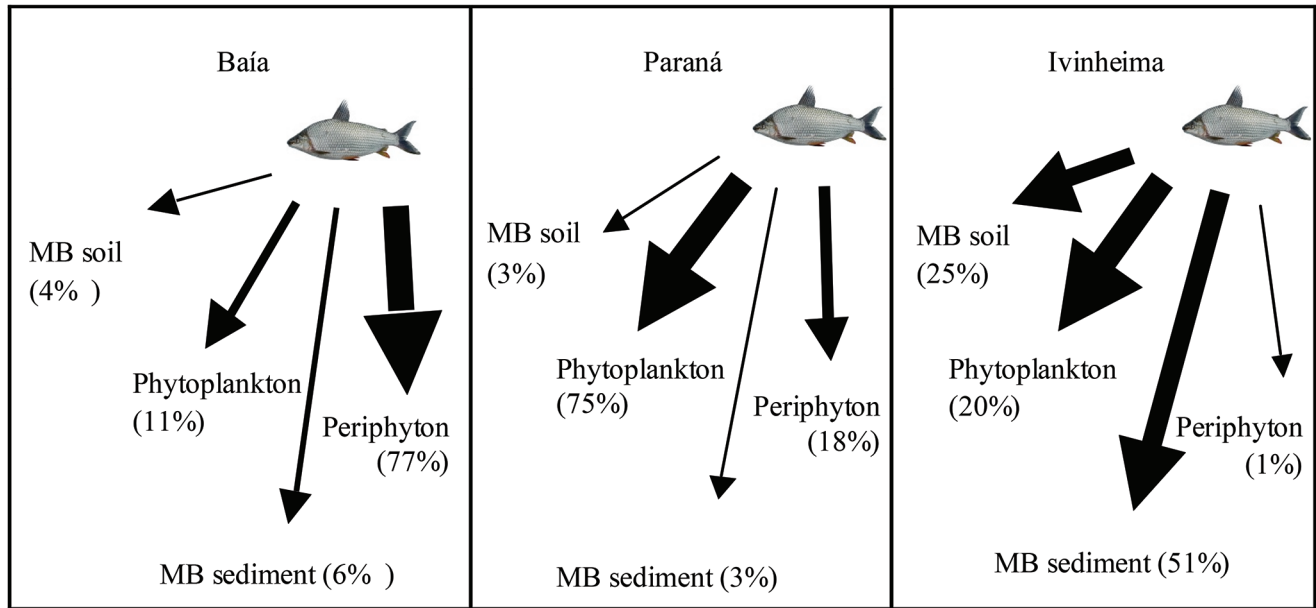 Baía
MB soil
(4% )
Phytoplankton
(11%)
Periphyton
(77%)
MB sediment (6% )
Paraná
MB soil
(3%)
Phytoplankton
(75%)
Periphyton
(18%)
MB sediment (3%)
Ivinheima
MB soil
(25%)
Phytoplankton
(20%)
Periphyton
(1%)
MB sediment (51%)